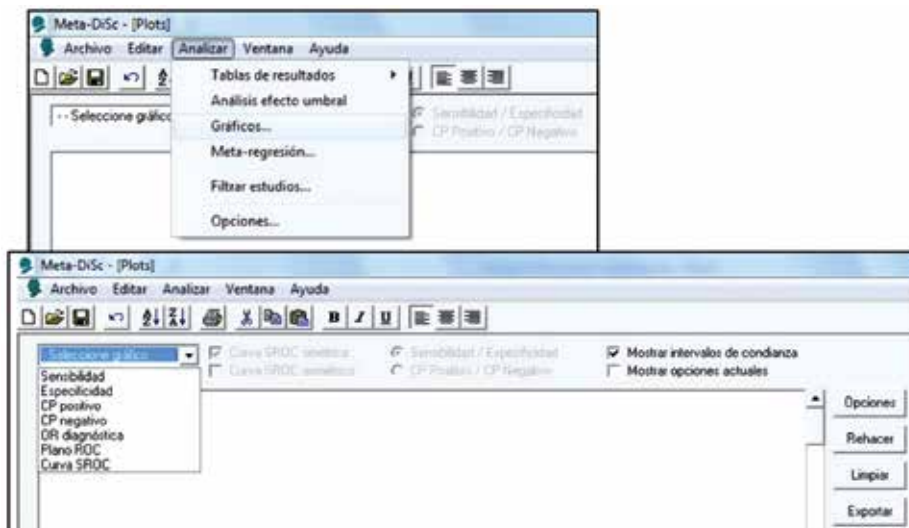 Meta-DiSc - [Plots]
Archivo Editar Analizar Ventana Ayuda
Tablas de resultados
Análisis efecto umbral
Gráficos...
Meta-regresión...
Filtrar estudios...
Opciones...
- - Seleccione gráfico
Sensibilidad / Especificidad
CP Positivo / CP Negativo
Meta-DiSc - [Plots]
Archivo Editar Analizar Ventana Ayuda
B I U
Seleccione gráfico
Curva SROC simétrica
Sensibilidad / Especificidad
Mostrar intervalos de condianza
Curva SROC asimétrica
CP Positivo / CP Negativo
Mostrar opciones actuales
Sensibilidad
Especificidad
CP positivo
CP negativo
OR diagnóstica
Plano ROC
Curva SROC
Opciones
Rehacer
Limpiar
Exportar